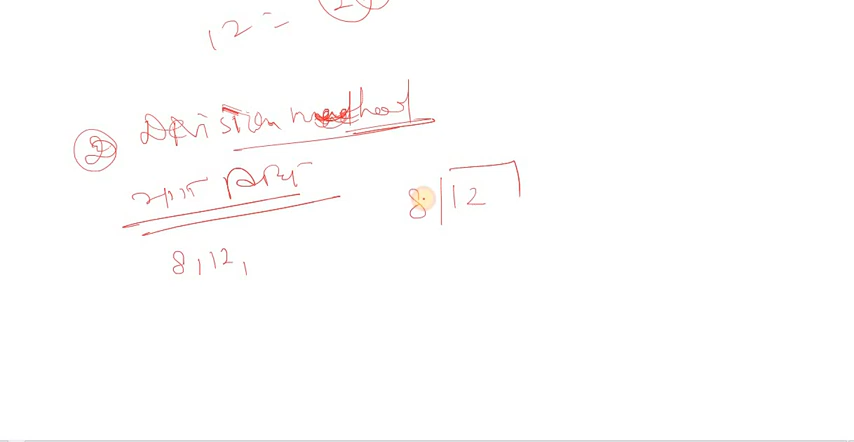 12 =
② Division method
8, 12,
8 12